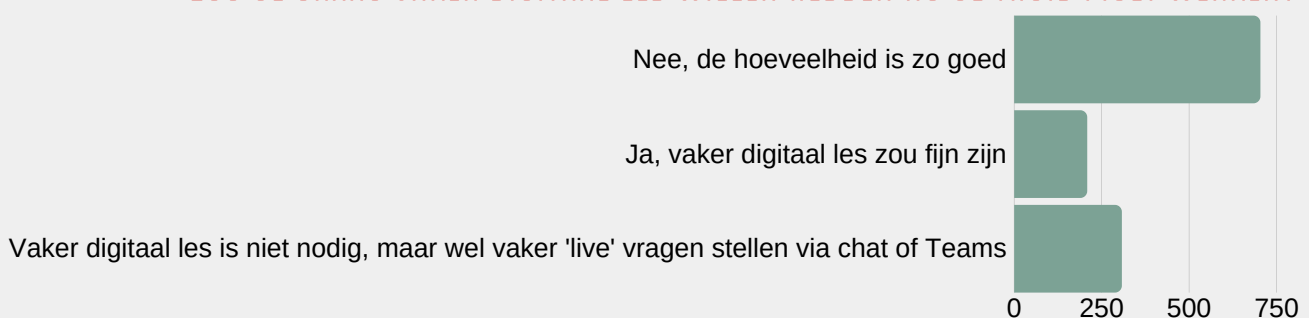 Nee, de hoeveelheid is zo goed
Ja, vaker digitaal les zou fijn zijn
Vaker digitaal les is niet nodig, maar wel vaker 'live' vragen stellen via chat of Teams
0 250 500 750